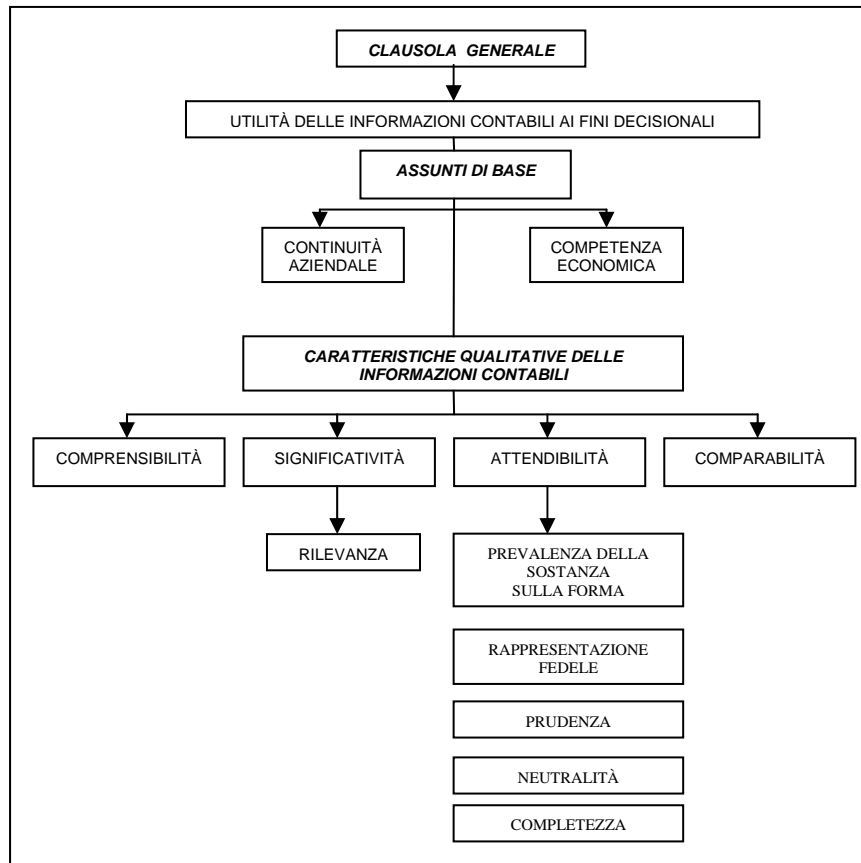 CLAUSOLA GENERALE
UTILITÀ DELLE INFORMAZIONI CONTABILI AI FINI DECISIONALI
ASSUNTI DI BASE
CONTINUITÀ
AZIENDALE
COMPETENZA
ECONOMICA
CARATTERISTICHE QUALITATIVE DELLE
INFORMAZIONI CONTABILI
COMPRENSIBILITÀ
SIGNIFICATIVITÀ
ATTENDIBILITÀ
COMPARABILITÀ
RILEVANZA
PREVALENZA DELLA
SOSTANZA
SULLA FORMA
RAPPRESENTAZIONE
FEDELE
PRUDENZA
NEUTRALITÀ
COMPLETEZZA